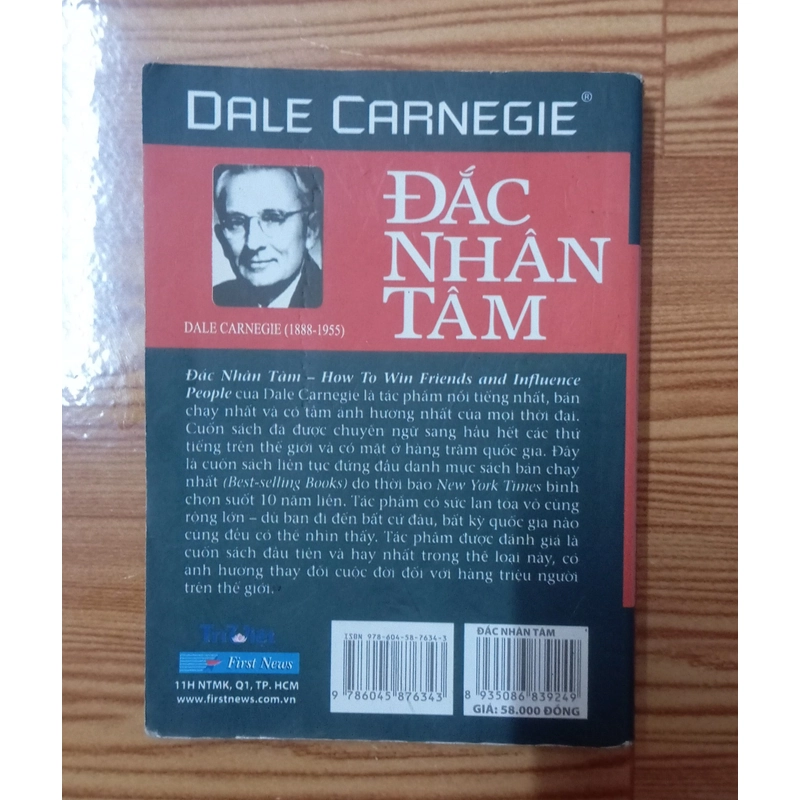 DALE CARNEGIE®
ĐẮC
NHÂN
TÂM
DALE CARNEGIE (1888-1955)
Đắc Nhân Tâm – How To Win Friends and Influence
People của Dale Carnegie là tác phẩm nổi tiếng nhất, bán
chạy nhất và có tầm ảnh hưởng nhất của mọi thời đại.
Cuốn sách đã được chuyển ngữ sang hầu hết các thứ
tiếng trên thế giới và có mặt ở hàng trăm quốc gia. Đây
là cuốn sách liên tục đứng đầu danh mục sách bán chạy
nhất (Best-selling Books) do thời báo New York Times bình
chọn suốt 10 năm liền. Tác phẩm có sức lan tỏa vô cùng
rộng lớn – dù bạn đi đến bất cứ đâu, bất kỳ quốc gia nào
cũng đều có thể nhìn thấy. Tác phẩm được đánh giá là
cuốn sách đầu tiên và hay nhất trong thể loại này, có
ảnh hưởng thay đổi cuộc đời đối với hàng triệu người
trên thế giới.
Trí Việt
First News
11H NTMK, Q1, TP. HCM
www.firstnews.com.vn
ISBN 978-604-58-7634-3
9 786045 876343
ĐẮC NHÂN TÂM
8 935086 839249
GIÁ: 58.000 ĐỒNG